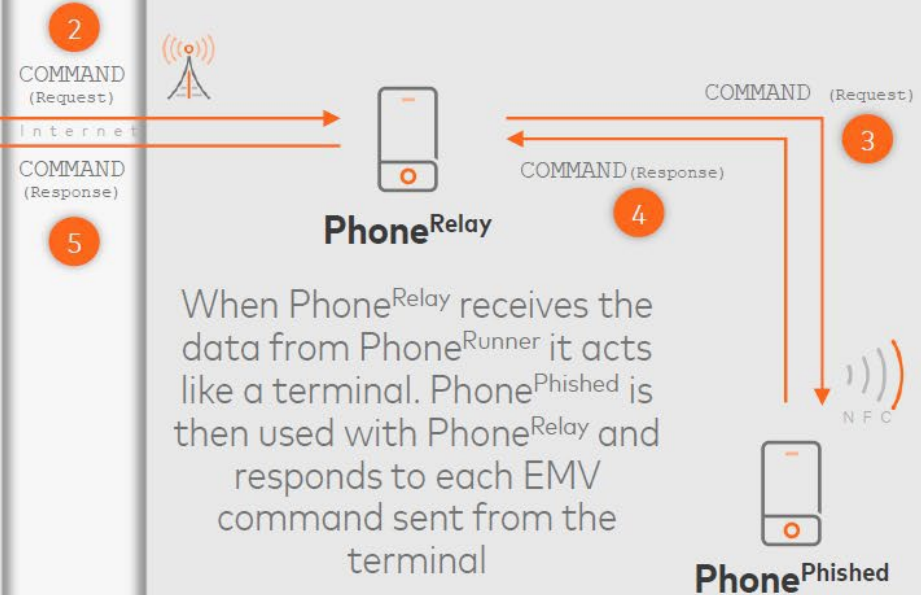 2
COMMAND
(Request)
Internet
COMMAND
(Response)
5
PhoneRelay
COMMAND (Request)
3
COMMAND(Response)
4
When PhoneRelay receives the
data from PhoneRunner it acts
like a terminal. PhonePhished is
then used with PhoneRelay and
responds to each EMV
command sent from the
terminal
NFC
PhonePhished